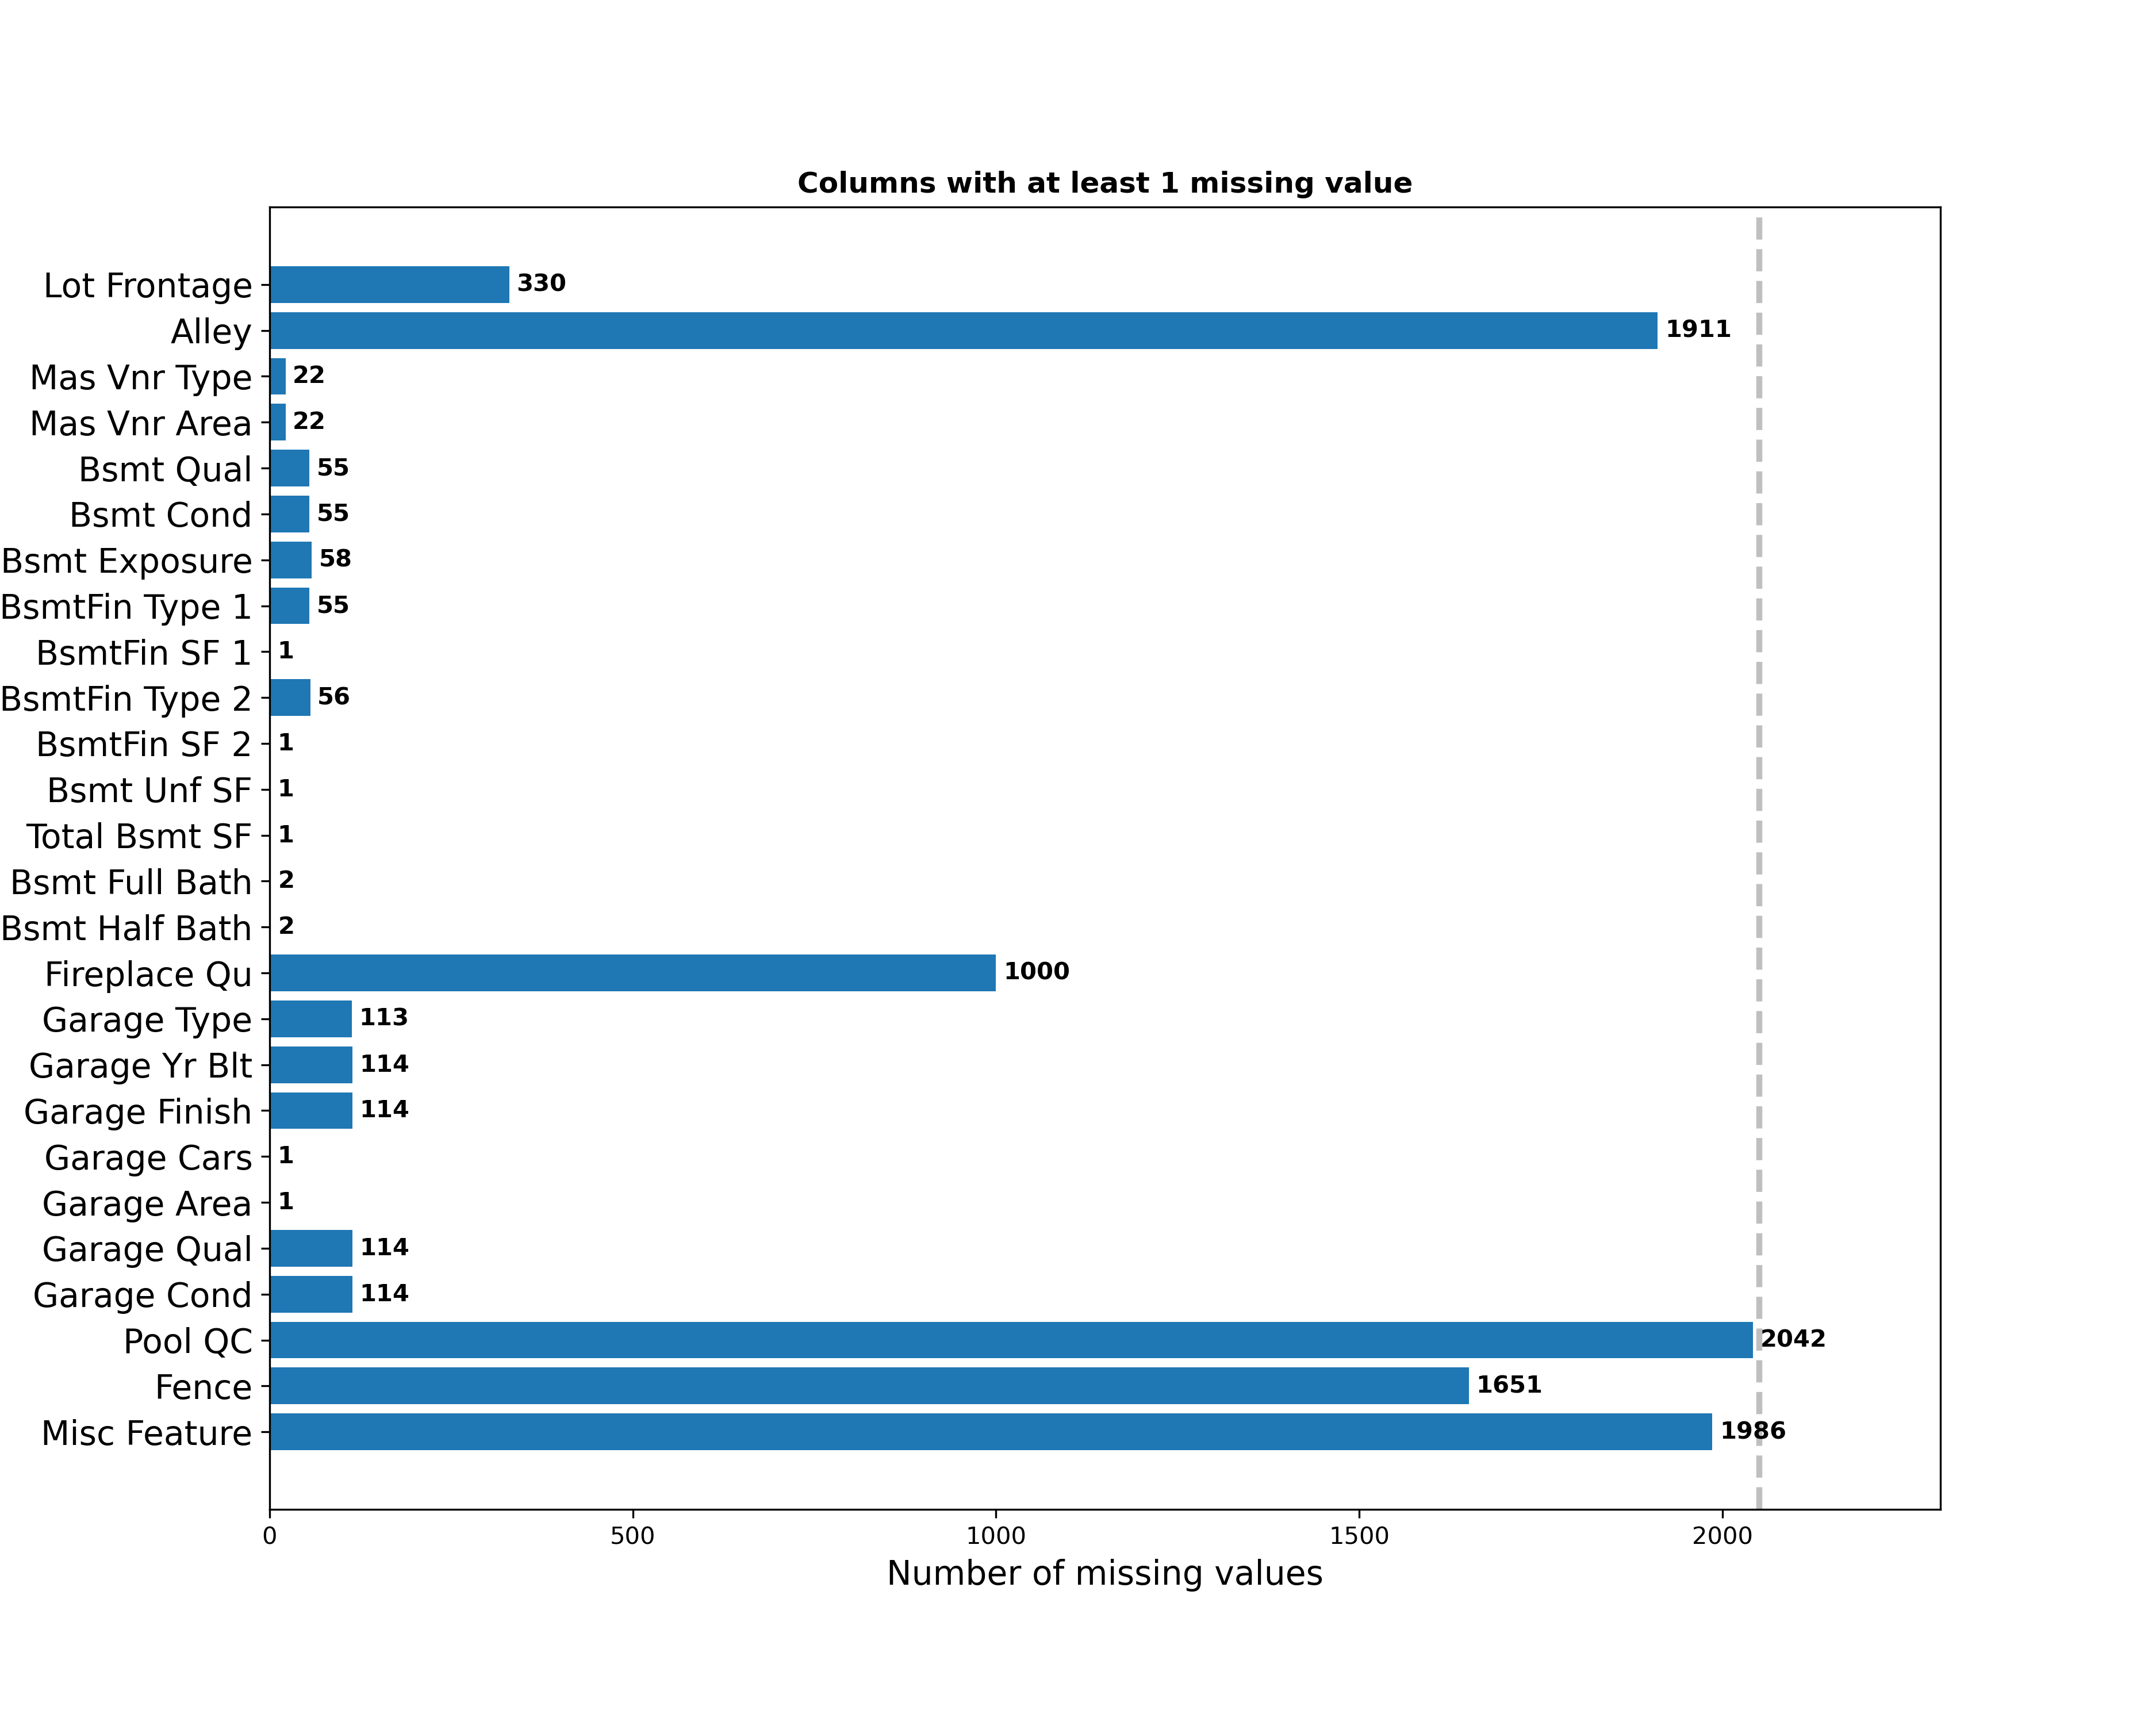 Columns with at least 1 missing value
Lot Frontage 330
Alley 1911
Mas Vnr Type 22
Mas Vnr Area 22
Bsmt Qual 55
Bsmt Cond 55
Bsmt Exposure 58
BsmtFin Type 1 55
BsmtFin SF 1 1
BsmtFin Type 2 56
BsmtFin SF 2 1
Bsmt Unf SF 1
Total Bsmt SF 1
Bsmt Full Bath 2
Bsmt Half Bath 2
Fireplace Qu 1000
Garage Type 113
Garage Yr Blt 114
Garage Finish 114
Garage Cars 1
Garage Area 1
Garage Qual 114
Garage Cond 114
Pool QC 2042
Fence 1651
Misc Feature 1986
0 500 1000 1500 2000
Number of missing values